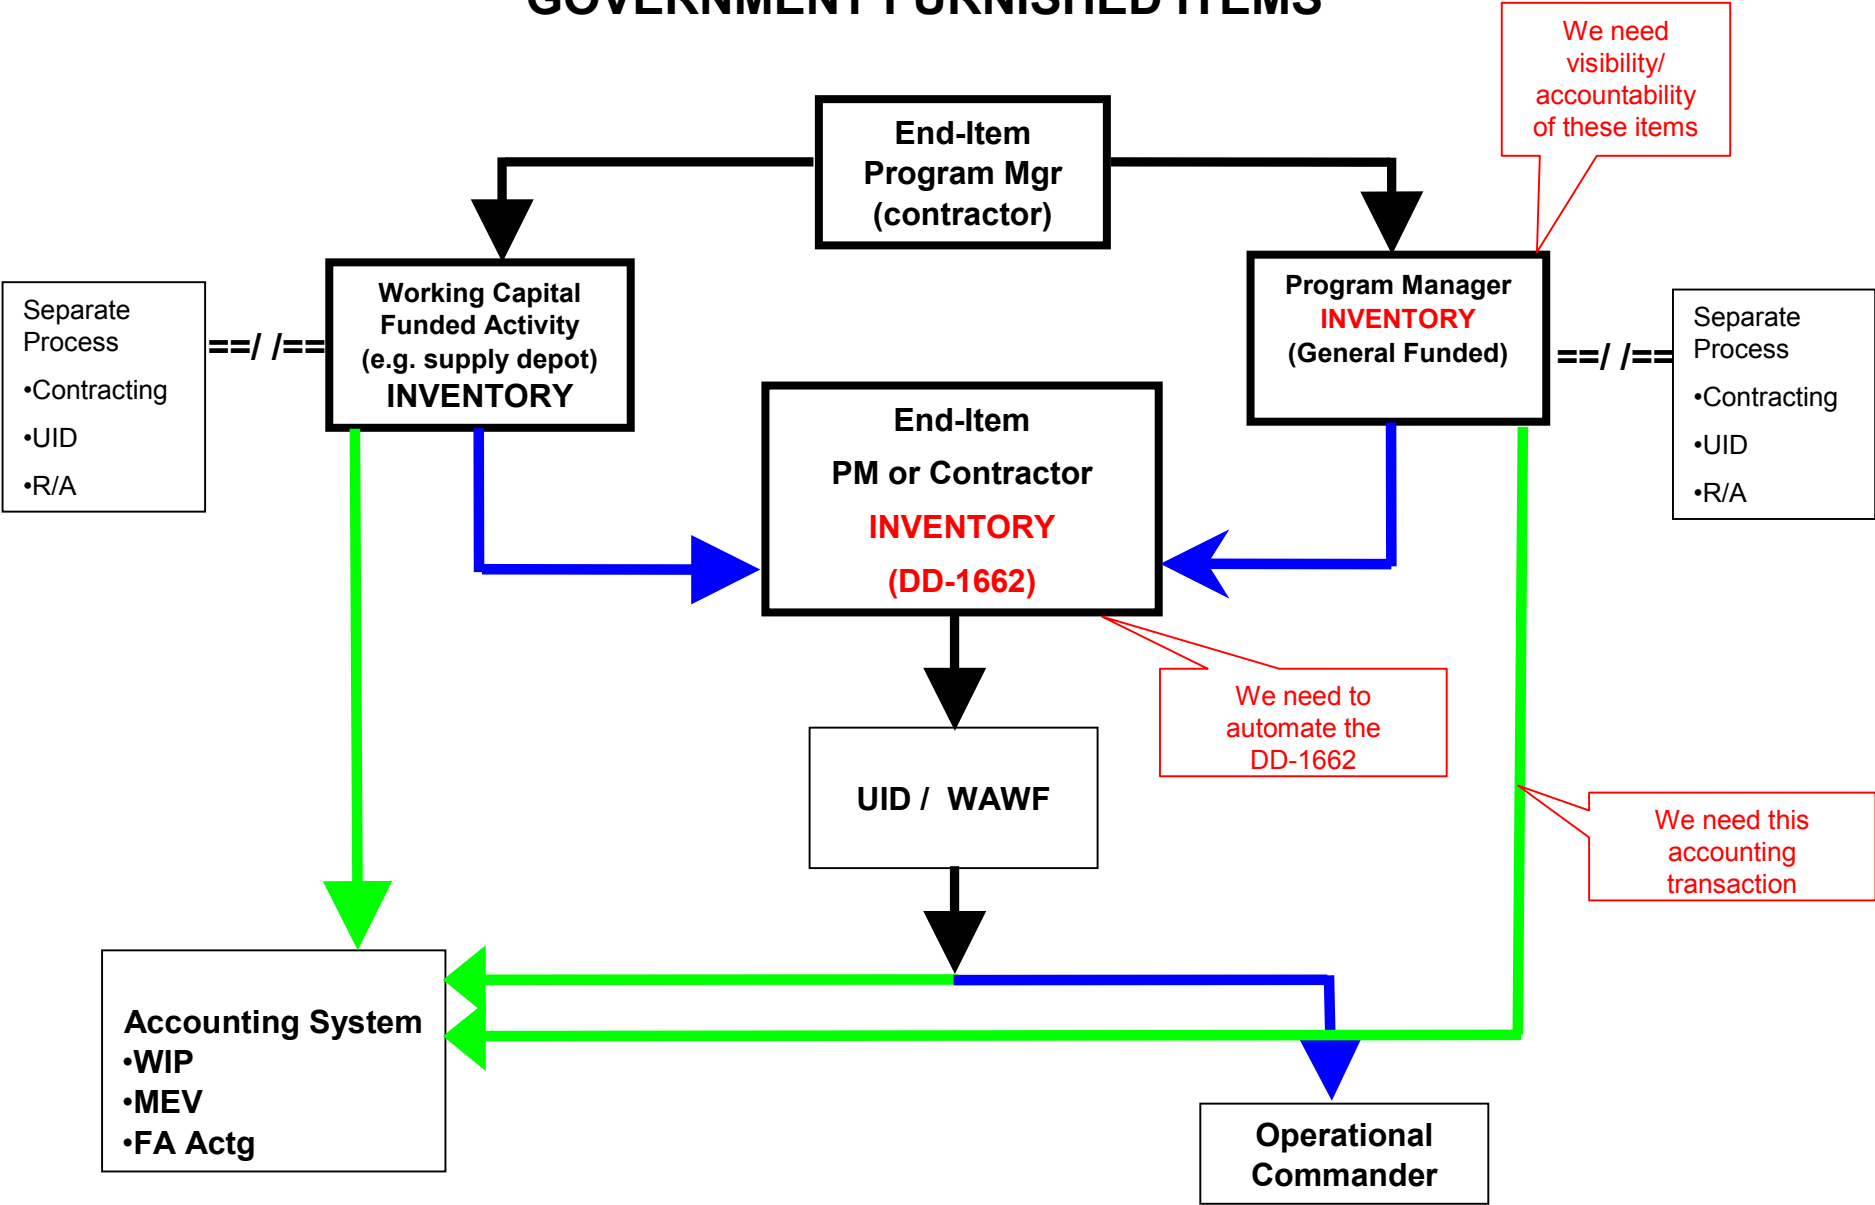 GOVERNMENT FURNISHED ITEMS
We need
visibility/
accountability
of these items
End-Item
Program Mgr
(contractor)
Separate
Process
•Contracting
•UID
•R/A
==/ /==
Working Capital
Funded Activity
(e.g. supply depot)
INVENTORY
Program Manager
INVENTORY
(General Funded)
==/ /==
Separate
Process
•Contracting
•UID
•R/A
End-Item
PM or Contractor
INVENTORY
(DD-1662)
We need to
automate the
DD-1662
UID / WAWF
We need this
accounting
transaction
Accounting System
•WIP
•MEV
•FA Actg
Operational
Commander